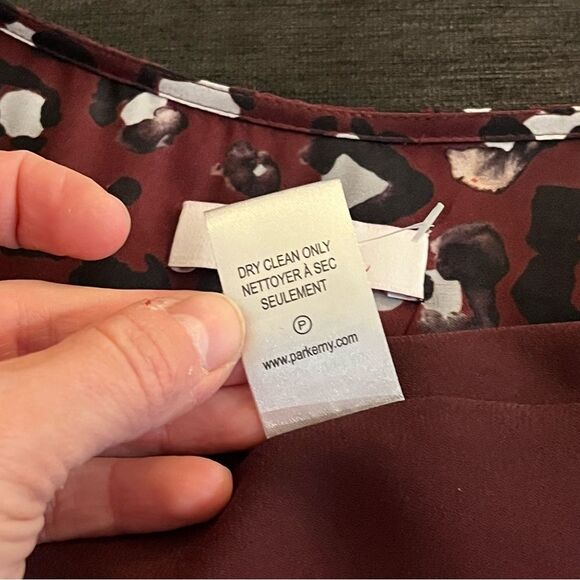 DRY CLEAN ONLY
NETTOYER À SEC
SEULEMENT
P
www.parkerny.com